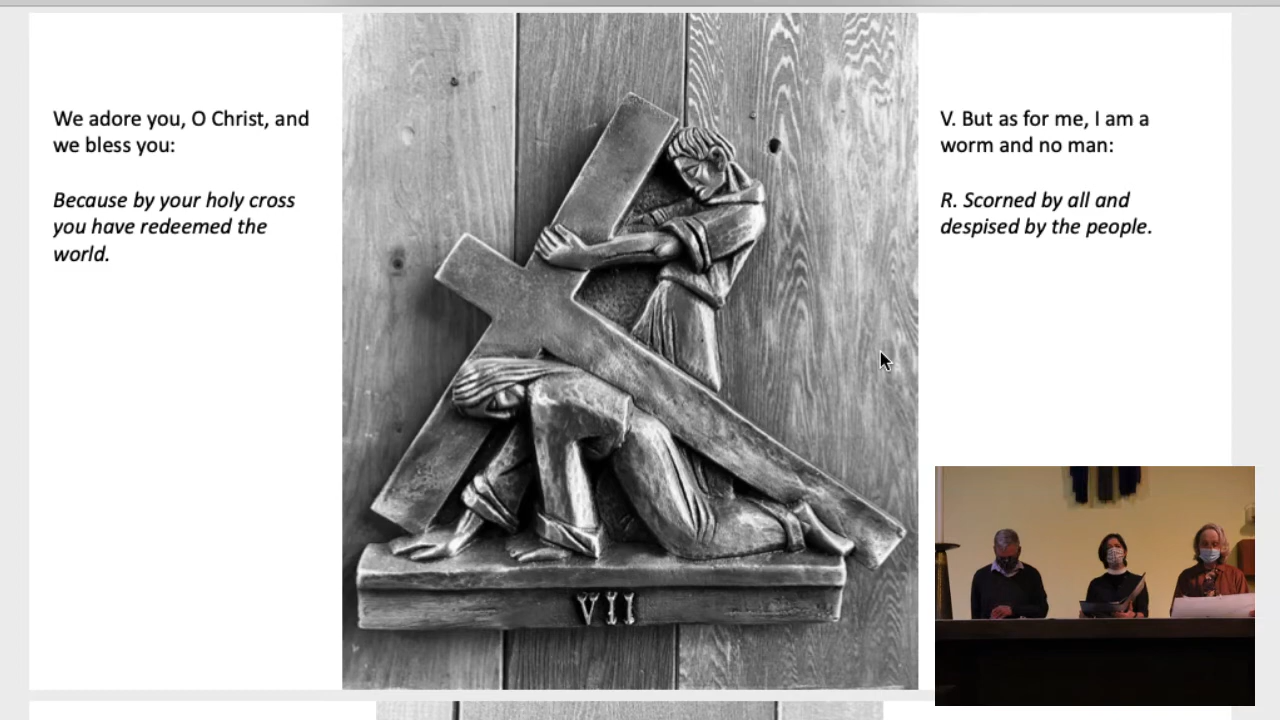 We adore you, O Christ, and
we bless you:
Because by your holy cross
you have redeemed the
world.
VII
V. But as for me, I am a
worm and no man:
R. Scorned by all and
despised by the people.